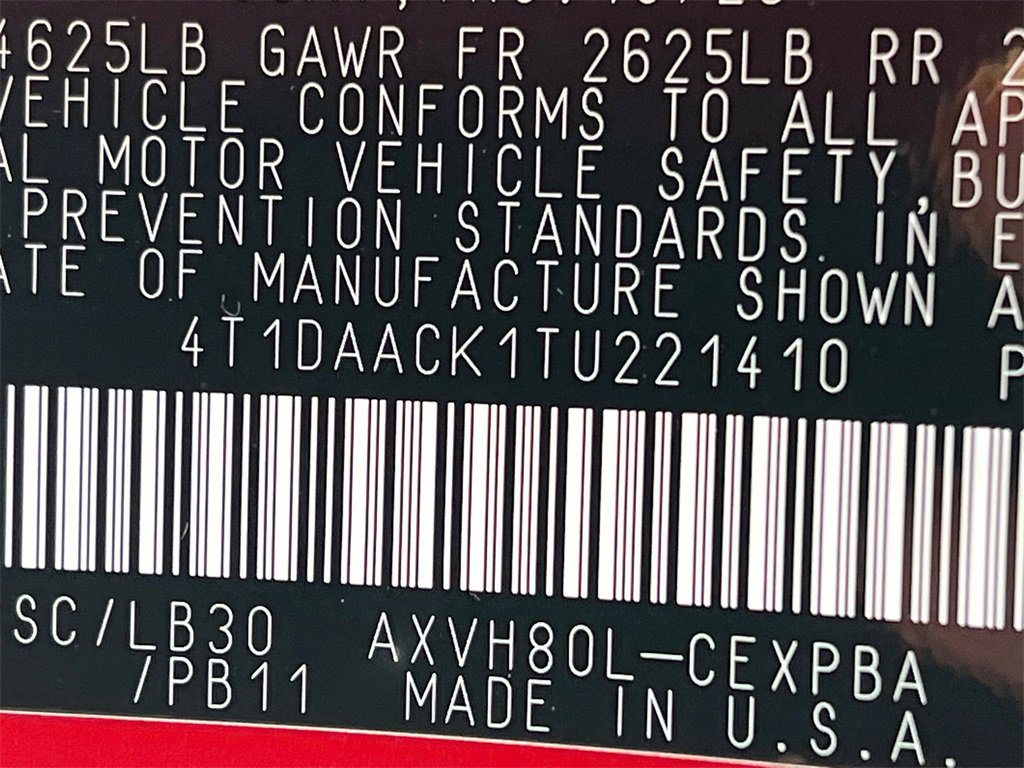 4625LB GAWR FR 2625LB RR
VEHICLE CONFORMS TO ALL AP
AL MOTOR VEHICLE SAFETY, BU
PREVENTION STANDARDS. IN E
ATE OF MANUFACTURE SHOWN A
4T1DAACK1TU221410 P
SC/LB30 AXVH80L-CEXPBA
/PB11 MADE IN U.S.A.